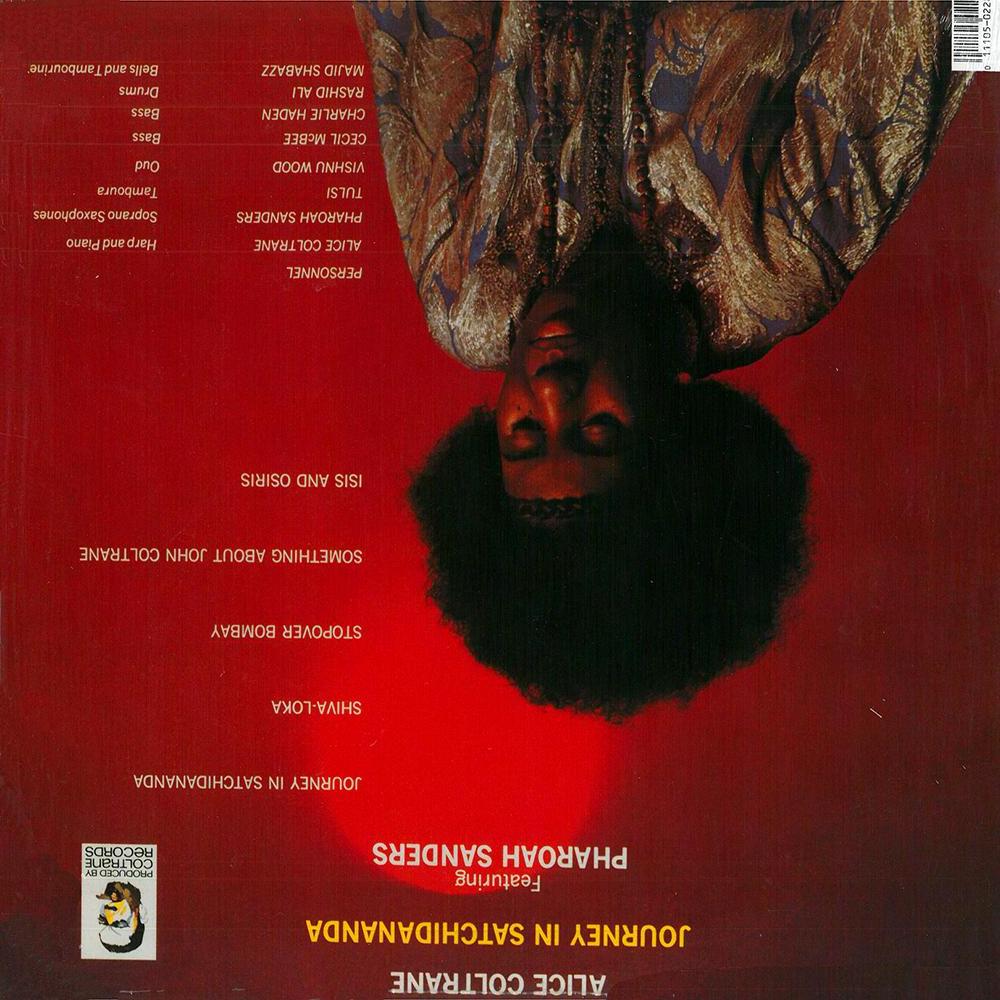 ALICE COLTRANE
JOURNEY IN SATCHIDANANDA
Featuring
PHAROAH SANDERS
PRODUCED BY
COLTRANE
RECORDS
JOURNEY IN SATCHIDANANDA
SHIVA-LOKA
STOPOVER BOMBAY
SOMETHING ABOUT JOHN COLTRANE
ISIS AND OSIRIS
PERSONNEL
ALICE COLTRANE Harp and Piano
PHAROAH SANDERS Soprano Saxophones
TULSI Tamboura
VISHNU WOOD Oud
CECIL McBEE Bass
CHARLIE HADEN Bass
RASHID ALI Drums
MAJID SHABAZZ Bells and Tambourine
0 11105-022